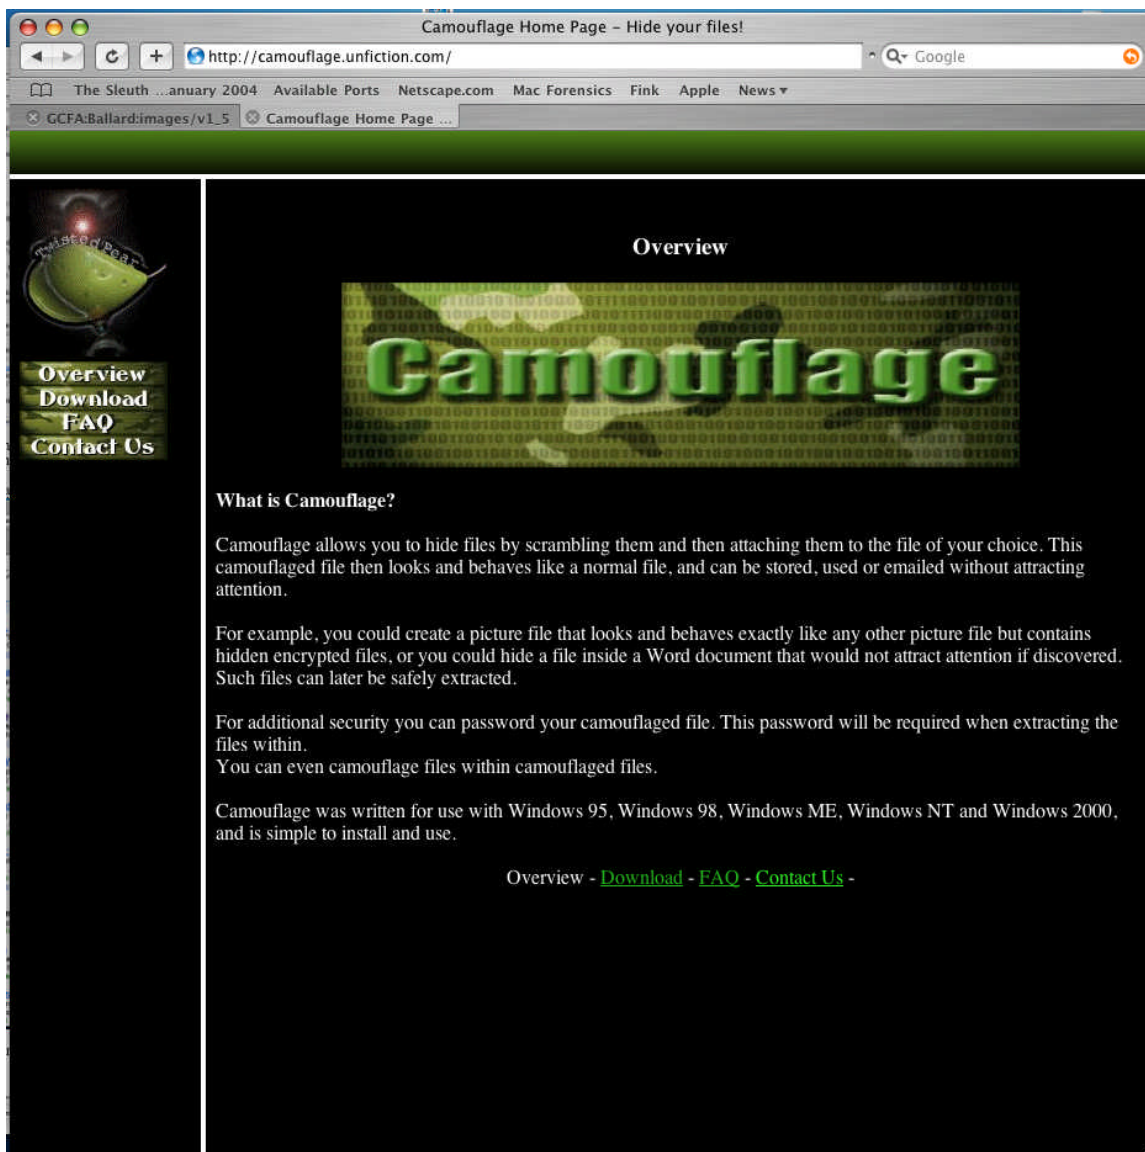 Camouflage Home Page – Hide your files!
http://camouflage.unfiction.com/
Google
The Sleuth ...anuary 2004 Available Ports Netscape.com Mac Forensics Fink Apple News
GCFA:Ballard:images/v1_5 Camouflage Home Page ...
Twisted Pear
Overview
Download
FAQ
Contact Us
Overview
Camouflage
What is Camouflage?
Camouflage allows you to hide files by scrambling them and then attaching them to the file of your choice. This
camouflaged file then looks and behaves like a normal file, and can be stored, used or emailed without attracting
attention.
For example, you could create a picture file that looks and behaves exactly like any other picture file but contains
hidden encrypted files, or you could hide a file inside a Word document that would not attract attention if discovered.
Such files can later be safely extracted.
For additional security you can password your camouflaged file. This password will be required when extracting the
files within.
You can even camouflage files within camouflaged files.
Camouflage was written for use with Windows 95, Windows 98, Windows ME, Windows NT and Windows 2000,
and is simple to install and use.
Overview - Download - FAQ - Contact Us -